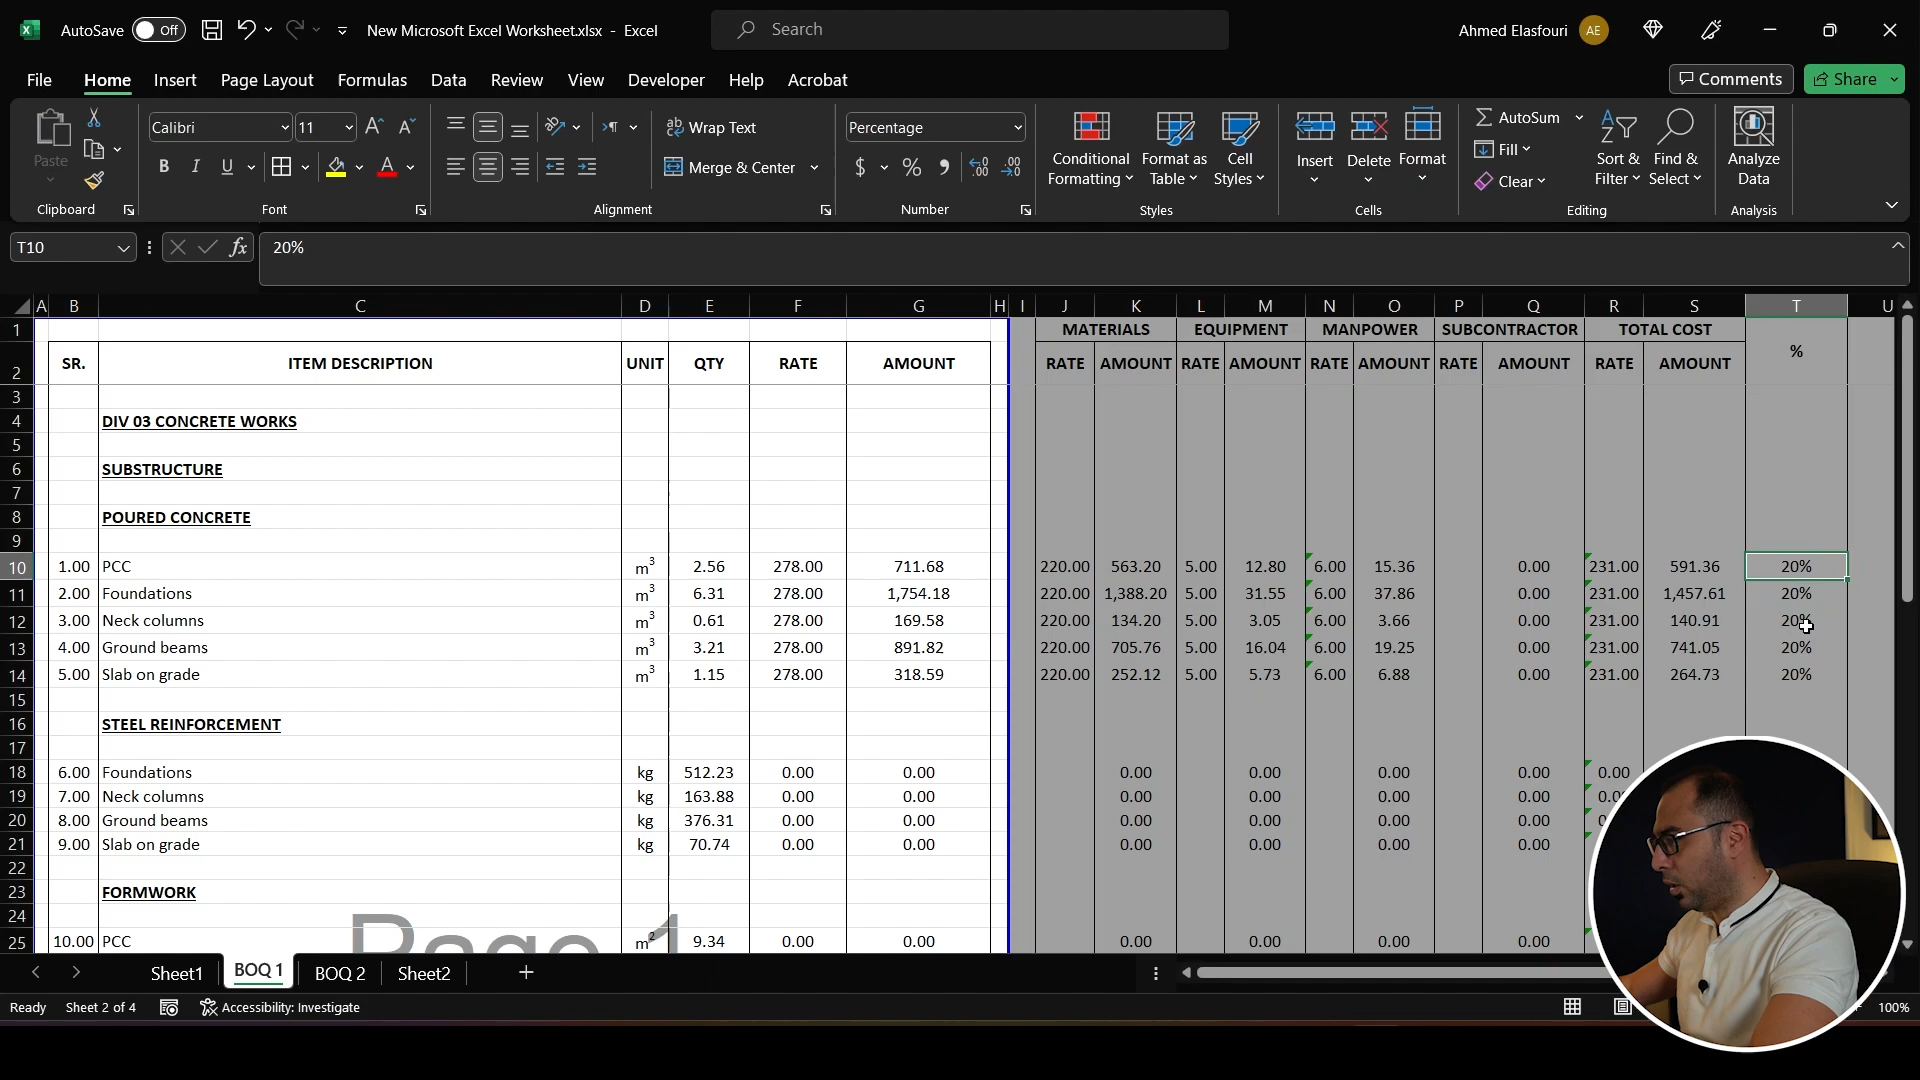 AutoSave Off New Microsoft Excel Worksheet.xlsx - Excel Search Ahmed Elasfouri AE
File Home Insert Page Layout Formulas Data Review View Developer Help Acrobat Comments Share
Paste Calibri 11 Wrap Text Percentage Conditional Formatting Format as Table Cell Styles Insert Delete Format AutoSum Fill Clear Sort & Filter Find & Select Analyze Data
B I U Merge & Center $ % 9
Clipboard Font Alignment Number Styles Cells Editing Analysis
T10 fx 20%
A B C D E F G H I J K L M N O P Q R S T U
1 MATERIALS EQUIPMENT MANPOWER SUBCONTRACTOR TOTAL COST %
2 SR. ITEM DESCRIPTION UNIT QTY RATE AMOUNT RATE AMOUNT RATE AMOUNT RATE AMOUNT RATE AMOUNT RATE AMOUNT
3
4 DIV 03 CONCRETE WORKS
5
6 SUBSTRUCTURE
7
8 POURED CONCRETE
9
10 1.00 PCC m³ 2.56 278.00 711.68 220.00 563.20 5.00 12.80 6.00 15.36 0.00 231.00 591.36 20%
11 2.00 Foundations m³ 6.31 278.00 1,754.18 220.00 1,388.20 5.00 31.55 6.00 37.86 0.00 231.00 1,457.61 20%
12 3.00 Neck columns m³ 0.61 278.00 169.58 220.00 134.20 5.00 3.05 6.00 3.66 0.00 231.00 140.91 20%
13 4.00 Ground beams m³ 3.21 278.00 891.82 220.00 705.76 5.00 16.04 6.00 19.25 0.00 231.00 741.05 20%
14 5.00 Slab on grade m³ 1.15 278.00 318.59 220.00 252.12 5.00 5.73 6.00 6.88 0.00 231.00 264.73 20%
15
16 STEEL REINFORCEMENT
17
18 6.00 Foundations kg 512.23 0.00 0.00 0.00 0.00 0.00 0.00 0.00
19 7.00 Neck columns kg 163.88 0.00 0.00 0.00 0.00 0.00 0.00
20 8.00 Ground beams kg 376.31 0.00 0.00 0.00 0.00 0.00 0.00
21 9.00 Slab on grade kg 70.74 0.00 0.00 0.00 0.00 0.00 0.00
22
23 FORMWORK
24
Page 1
25 10.00 PCC m² 9.34 0.00 0.00 0.00 0.00 0.00 0.00
Sheet1 BOQ 1 BOQ 2 Sheet2
Ready Sheet 2 of 4 Accessibility: Investigate 100%